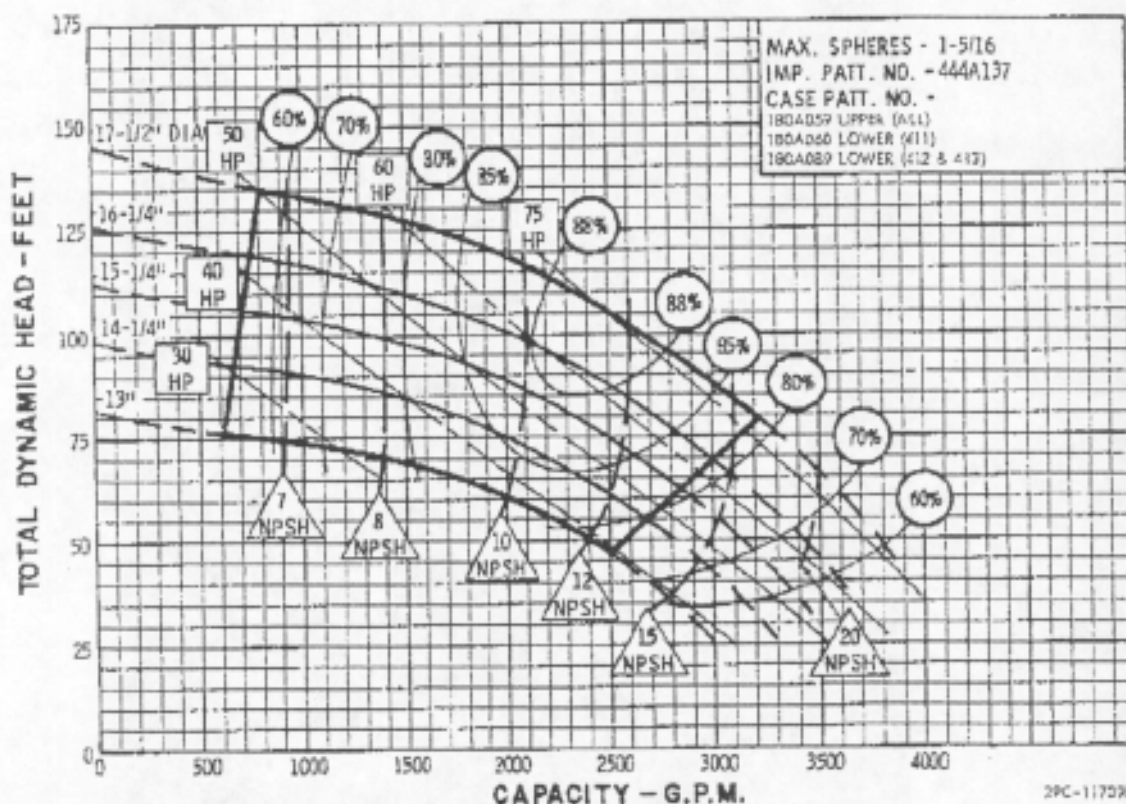 175
MAX. SPHERES - 1-5/16
IMP. PATT. NO. - 444A137
CASE PATT. NO. -
180A059 UPPER
180A060 LOWER (411)
180A089 LOWER (412 & 413)
150
17-1/2" DIA
50
HP
60%
70%
60
HP
80%
85%
75
HP
88%
125
16-1/4"
15-1/4"
40
HP
88%
100
14-1/4"
30
HP
85%
80%
13"
75
70%
60%
7
NPSH
8
NPSH
10
NPSH
50
12
NPSH
15
NPSH
20
NPSH
25
0
TOTAL DYNAMIC HEAD-FEET
0 500 1000 1500 2000 2500 3000 3500 4000
CAPACITY - G.P.M.